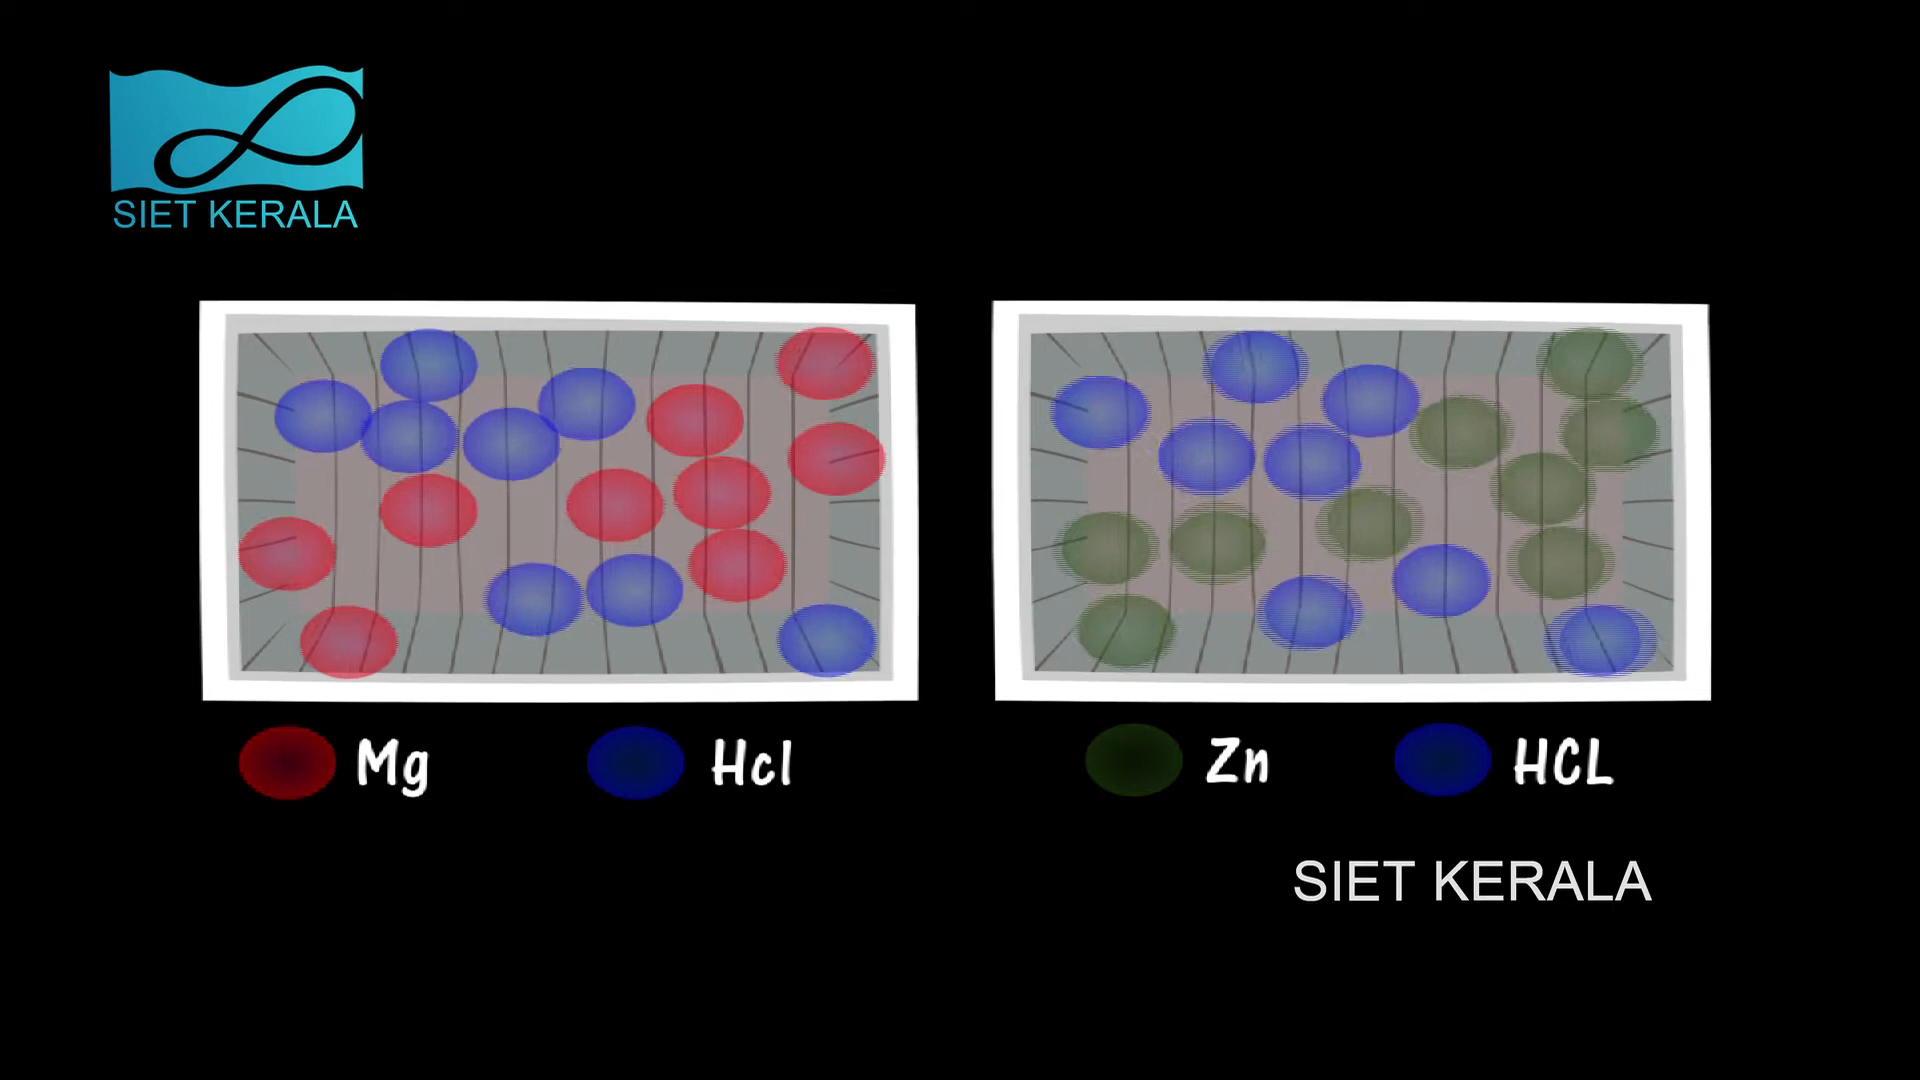 SIET KERALA
Mg
Hcl
Zn
HCL
SIET KERALA